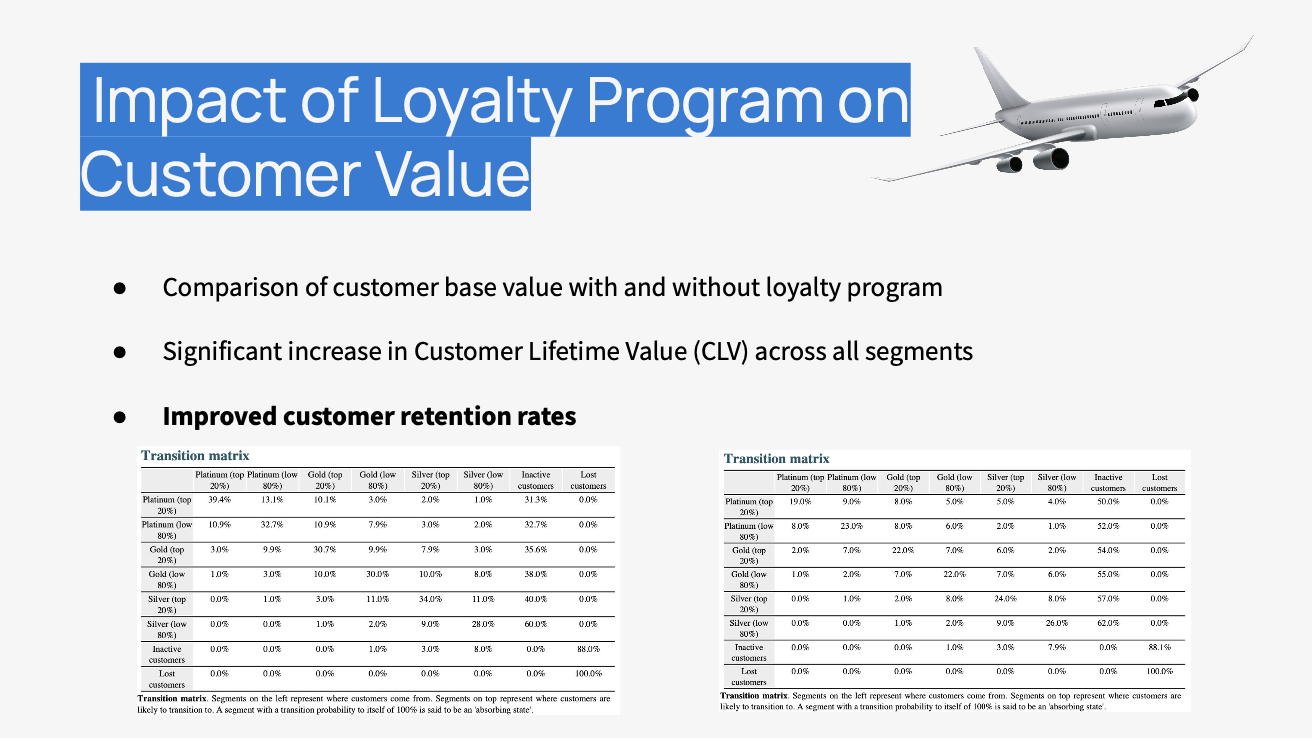 Impact of Loyalty Program on
Customer Value
● Comparison of customer base value with and without loyalty program
● Significant increase in Customer Lifetime Value (CLV) across all segments
● Improved customer retention rates
Transition matrix
Platinum (top 20%) Platinum (low 80%) Gold (top 20%) Gold (low 80%) Silver (top 20%) Silver (low 80%) Inactive customers Lost customers
Platinum (top 20%) 39.4% 13.1% 10.1% 3.0% 2.0% 1.0% 31.3% 0.0%
Platinum (low 80%) 10.9% 32.7% 10.9% 7.9% 3.0% 2.0% 32.7% 0.0%
Gold (top 20%) 3.0% 9.9% 30.7% 9.9% 7.9% 3.0% 35.6% 0.0%
Gold (low 80%) 1.0% 3.0% 10.0% 30.0% 10.0% 8.0% 38.0% 0.0%
Silver (top 20%) 0.0% 1.0% 3.0% 11.0% 34.0% 11.0% 40.0% 0.0%
Silver (low 80%) 0.0% 0.0% 1.0% 2.0% 9.0% 28.0% 60.0% 0.0%
Inactive customers 0.0% 0.0% 0.0% 1.0% 3.0% 8.0% 0.0% 88.0%
Lost customers 0.0% 0.0% 0.0% 0.0% 0.0% 0.0% 0.0% 100.0%
Transition matrix. Segments on the left represent where customers come from. Segments on top represent where customers are
likely to transition to. A segment with a transition probability to itself of 100% is said to be an 'absorbing state'.
Transition matrix
Platinum (top 20%) Platinum (low 80%) Gold (top 20%) Gold (low 80%) Silver (top 20%) Silver (low 80%) Inactive customers Lost customers
Platinum (top 20%) 19.0% 9.0% 8.0% 5.0% 5.0% 4.0% 50.0% 0.0%
Platinum (low 80%) 8.0% 23.0% 8.0% 6.0% 2.0% 1.0% 52.0% 0.0%
Gold (top 20%) 2.0% 7.0% 22.0% 7.0% 6.0% 2.0% 54.0% 0.0%
Gold (low 80%) 1.0% 2.0% 7.0% 22.0% 7.0% 6.0% 55.0% 0.0%
Silver (top 20%) 0.0% 1.0% 2.0% 8.0% 24.0% 8.0% 57.0% 0.0%
Silver (low 80%) 0.0% 0.0% 1.0% 2.0% 9.0% 26.0% 62.0% 0.0%
Inactive customers 0.0% 0.0% 0.0% 1.0% 3.0% 7.9% 0.0% 88.1%
Lost customers 0.0% 0.0% 0.0% 0.0% 0.0% 0.0% 0.0% 100.0%
Transition matrix. Segments on the left represent where customers come from. Segments on top represent where customers are
likely to transition to. A segment with a transition probability to itself of 100% is said to be an 'absorbing state'.